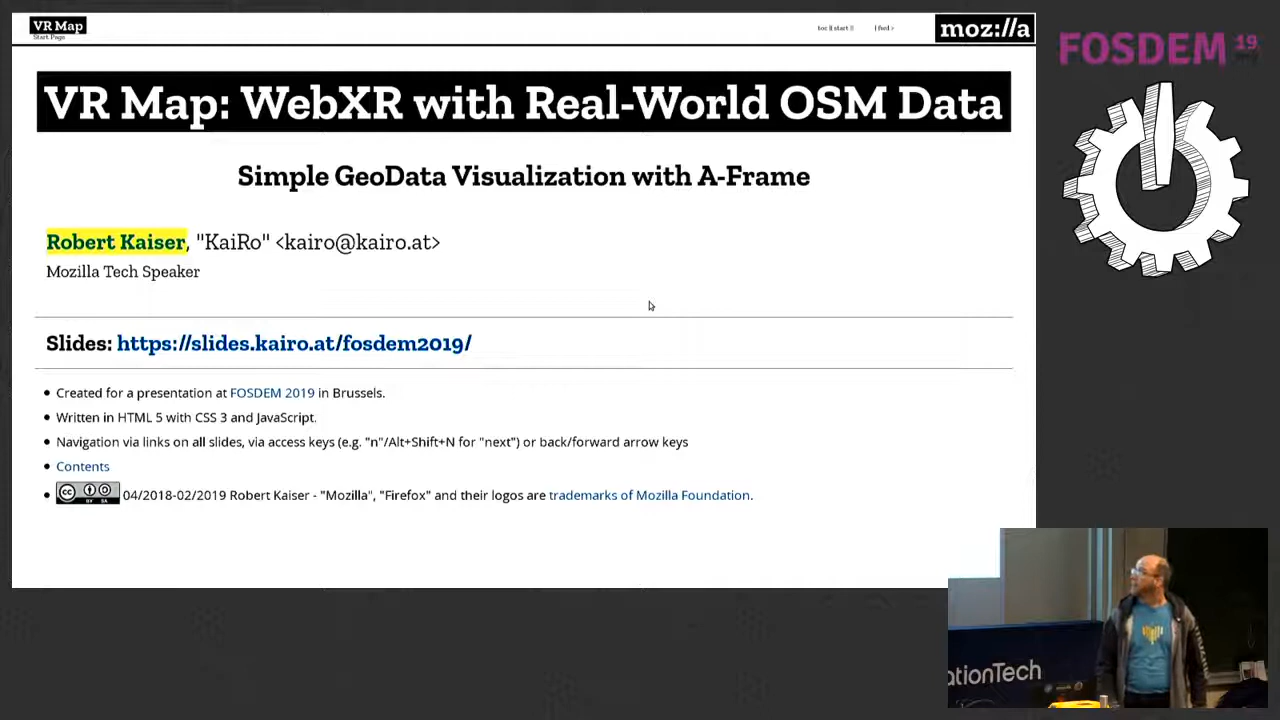 VR Map
Start Page
moz://a
FOSDEM 19
VR Map: WebXR with Real-World OSM Data
Simple GeoData Visualization with A-Frame
Robert Kaiser, "KaiRo" <kairo@kairo.at>
Mozilla Tech Speaker
Slides: https://slides.kairo.at/fosdem2019/
Created for a presentation at FOSDEM 2019 in Brussels.
Written in HTML 5 with CSS 3 and JavaScript.
Navigation via links on all slides, via access keys (e.g. "n"/Alt+Shift+N for "next") or back/forward arrow keys
Contents
04/2018-02/2019 Robert Kaiser - "Mozilla", "Firefox" and their logos are trademarks of Mozilla Foundation.
ationTech